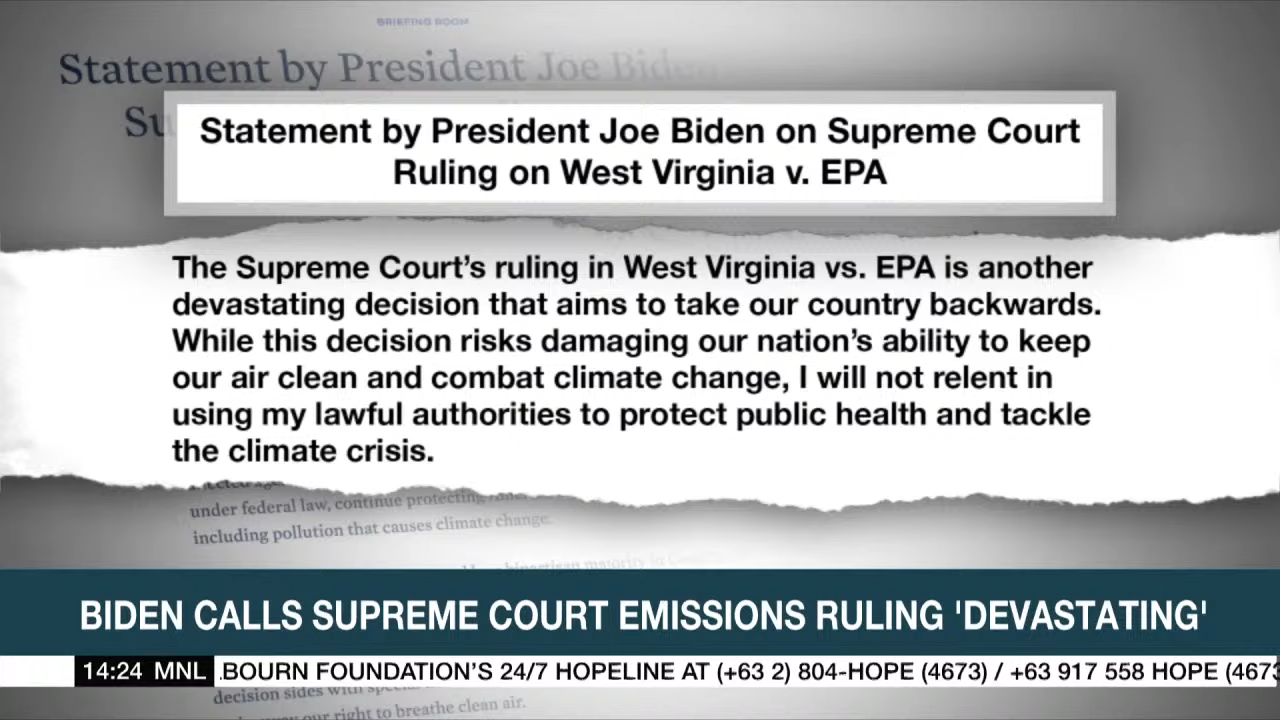 BRIEFING ROOM
Statement by President Joe Biden
Su
Statement by President Joe Biden on Supreme Court
Ruling on West Virginia v. EPA
The Supreme Court’s ruling in West Virginia vs. EPA is another
devastating decision that aims to take our country backwards.
While this decision risks damaging our nation’s ability to keep
our air clean and combat climate change, I will not relent in
using my lawful authorities to protect public health and tackle
the climate crisis.
under federal law, continue protecting
including pollution that causes climate change.
bipartisan majority in
BIDEN CALLS SUPREME COURT EMISSIONS RULING 'DEVASTATING'
14:24 MNL .BOURN FOUNDATION’S 24/7 HOPELINE AT (+63 2) 804-HOPE (4673) / +63 917 558 HOPE (4673
decision sides with
our right to breathe clean air.